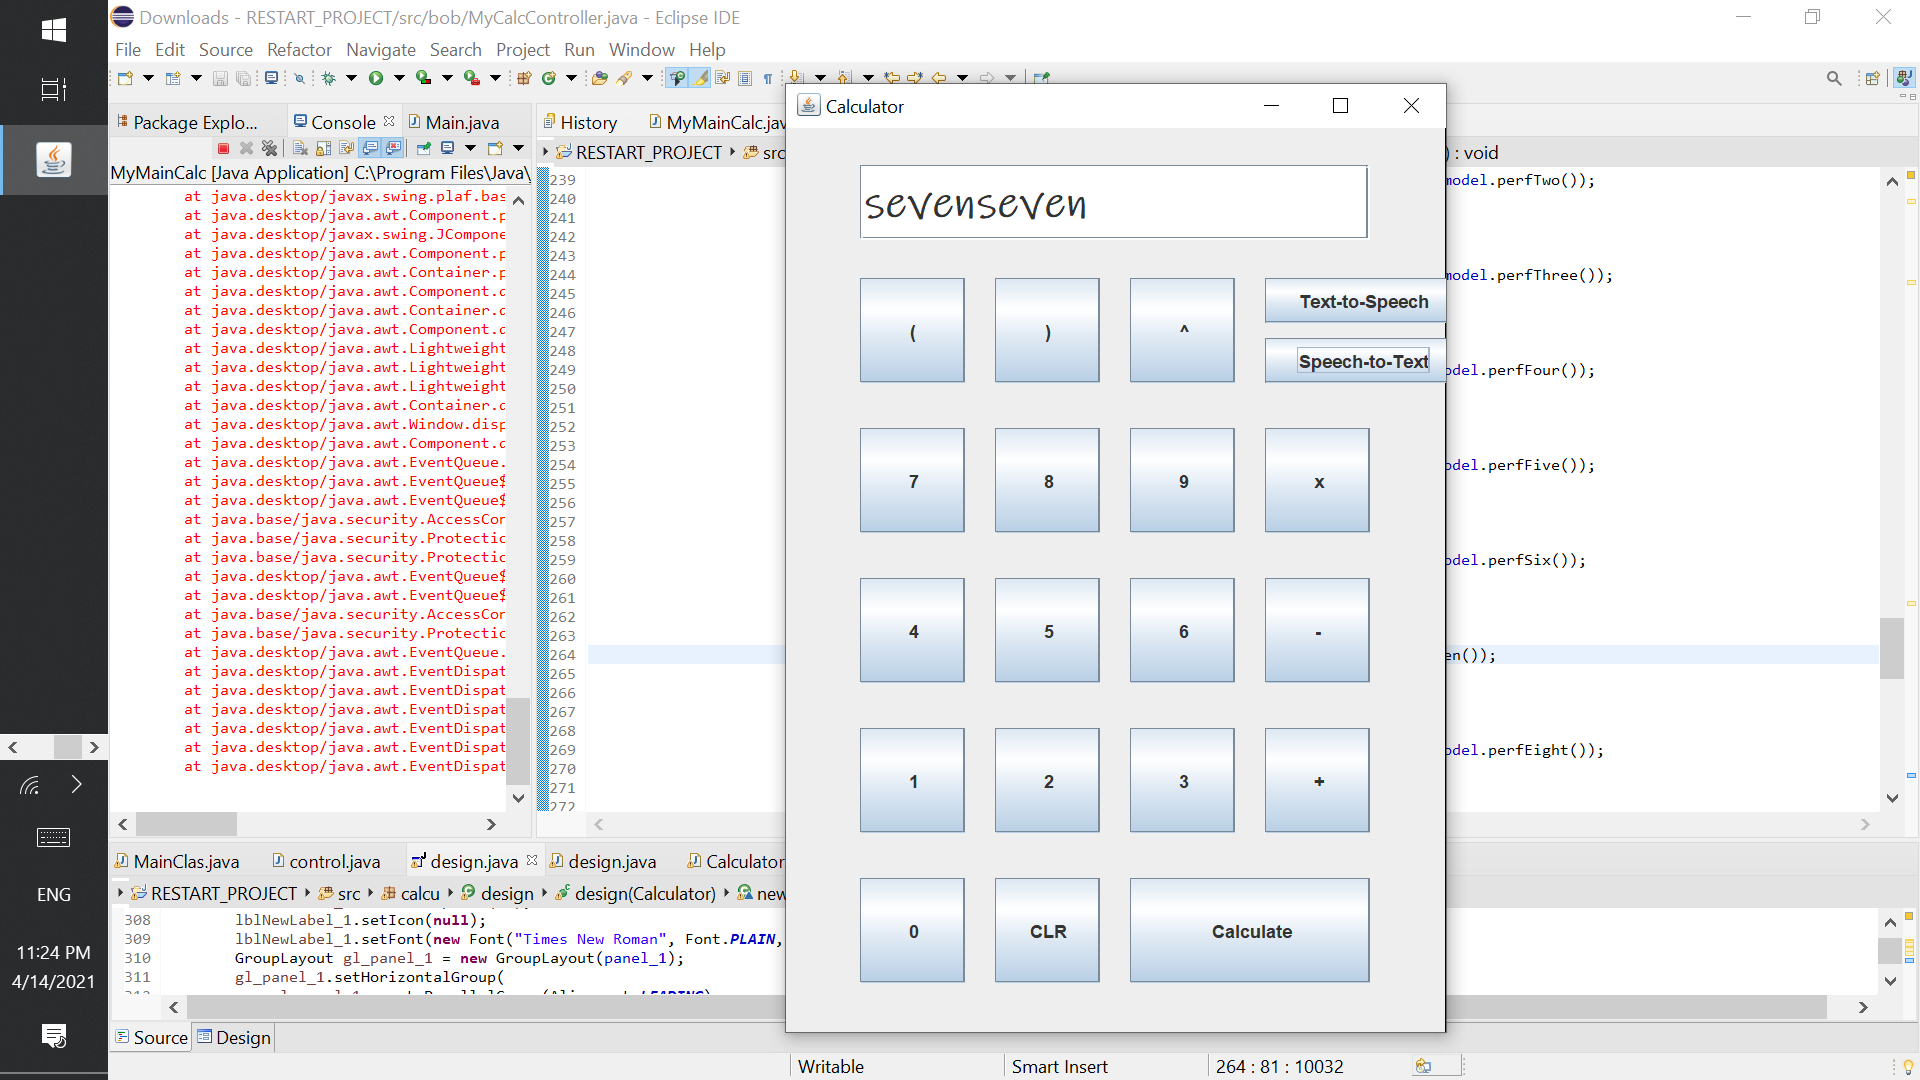 Downloads - RESTART_PROJECT/src/bob/MyCalcController.java - Eclipse IDE
File Edit Source Refactor Navigate Search Project Run Window Help
Package Explo... Console Main.java
MyMainCalc [Java Application] C:\Program Files\Java\
at java.desktop/javax.swing.plaf.bas
at java.desktop/java.awt.Component.p
at java.desktop/javax.swing.JCompone
at java.desktop/java.awt.Component.p
at java.desktop/java.awt.Container.p
at java.desktop/java.awt.Component.d
at java.desktop/java.awt.Container.d
at java.desktop/java.awt.Component.d
at java.desktop/java.awt.Lightweight
at java.desktop/java.awt.Lightweight
at java.desktop/java.awt.Lightweight
at java.desktop/java.awt.Container.d
at java.desktop/java.awt.Window.disp
at java.desktop/java.awt.Component.d
at java.desktop/java.awt.EventQueue.
at java.desktop/java.awt.EventQueue$
at java.desktop/java.awt.EventQueue$
at java.base/java.security.AccessCon
at java.base/java.security.Protectic
at java.base/java.security.Protectic
at java.desktop/java.awt.EventQueue$
at java.desktop/java.awt.EventQueue$
at java.base/java.security.AccessCon
at java.base/java.security.Protectic
at java.desktop/java.awt.EventQueue.
at java.desktop/java.awt.EventDispat
at java.desktop/java.awt.EventDispat
at java.desktop/java.awt.EventDispat
at java.desktop/java.awt.EventDispat
at java.desktop/java.awt.EventDispat
at java.desktop/java.awt.EventDispat
History MyMainCalc.jav
RESTART_PROJECT src
) : void
239
240
241
242
243
244
245
246
247
248
249
250
251
252
253
254
255
256
257
258
259
260
261
262
263
264
265
266
267
268
269
270
271
272
model.perfTwo());
model.perfThree());
odel.perfFour());
odel.perfFive());
odel.perfSix());
en());
odel.perfEight());
Calculator
sevenseven
( ) ^ Text-to-Speech
Speech-to-Text
7 8 9 x
4 5 6 -
1 2 3 +
0 CLR Calculate
MainClas.java control.java design.java design.java Calculator
RESTART_PROJECT src calcu design design(Calculator) new
308 lblNewLabel_1.setIcon(null);
309 lblNewLabel_1.setFont(new Font("Times New Roman", Font.PLAIN,
310 GroupLayout gl_panel_1 = new GroupLayout(panel_1);
311 gl_panel_1.setHorizontalGroup(
Source Design
Writable Smart Insert 264 : 81 : 10032
ENG
11:24 PM
4/14/2021